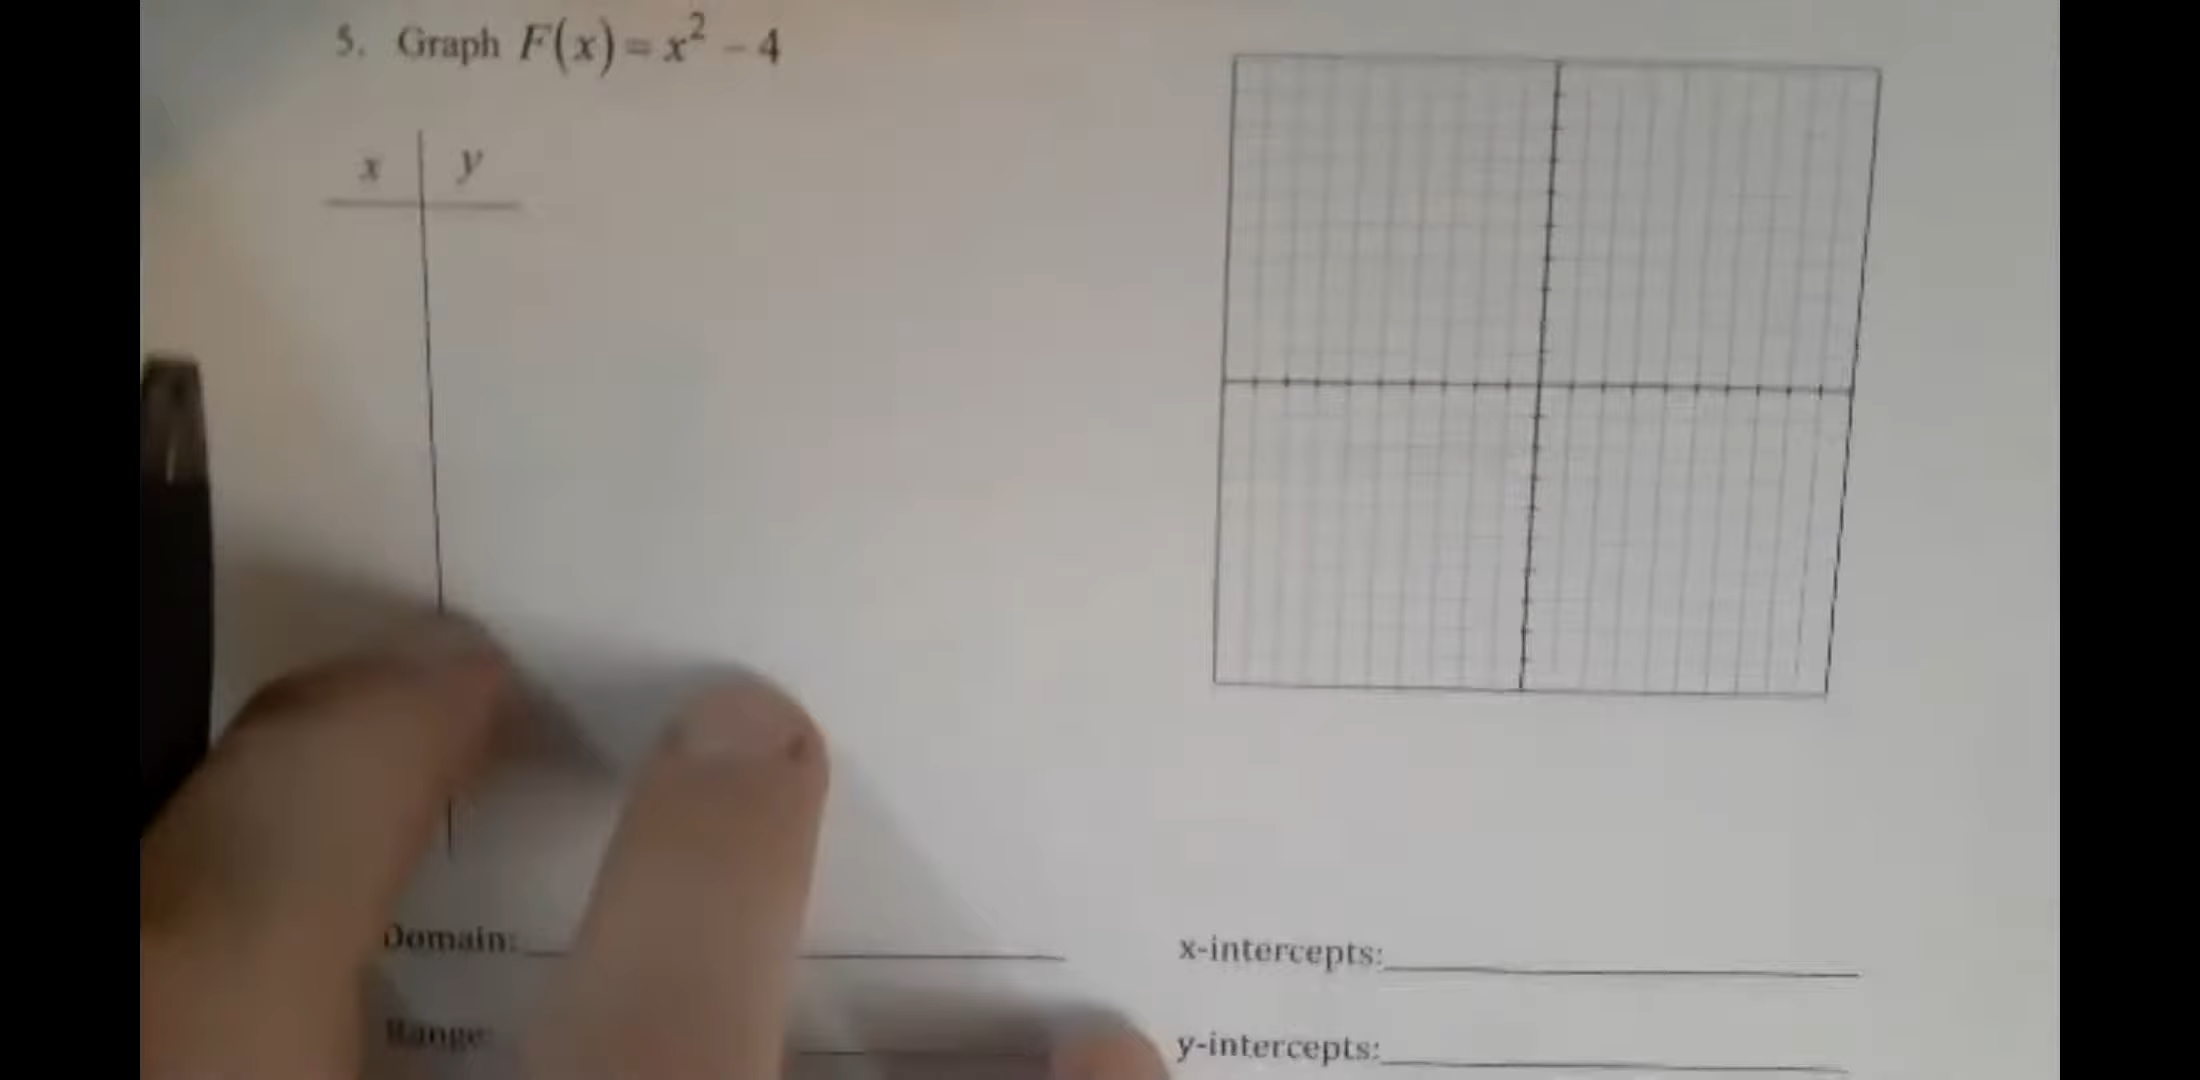 5. Graph F(x) = x² - 4
x y
Domain: x-intercepts:
Range: y-intercepts: